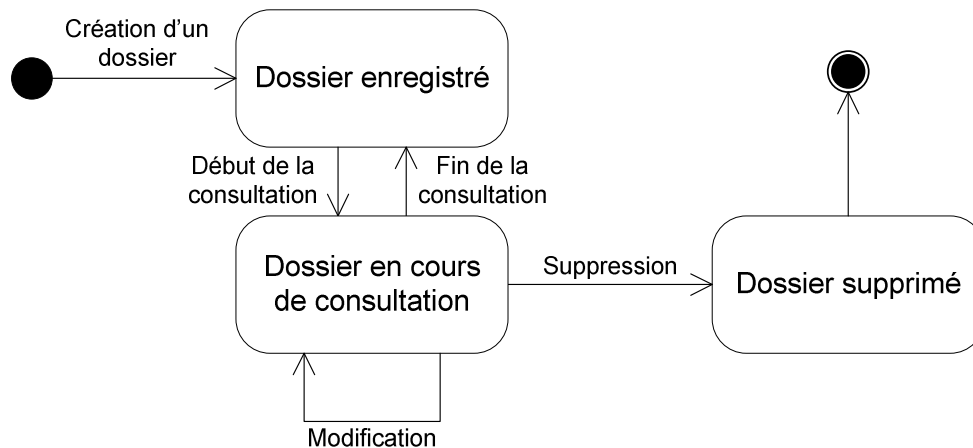 Création d’un
dossier
Dossier enregistré
Début de la
consultation
Fin de la
consultation
Dossier en cours
de consultation
Suppression
Dossier supprimé
Modification